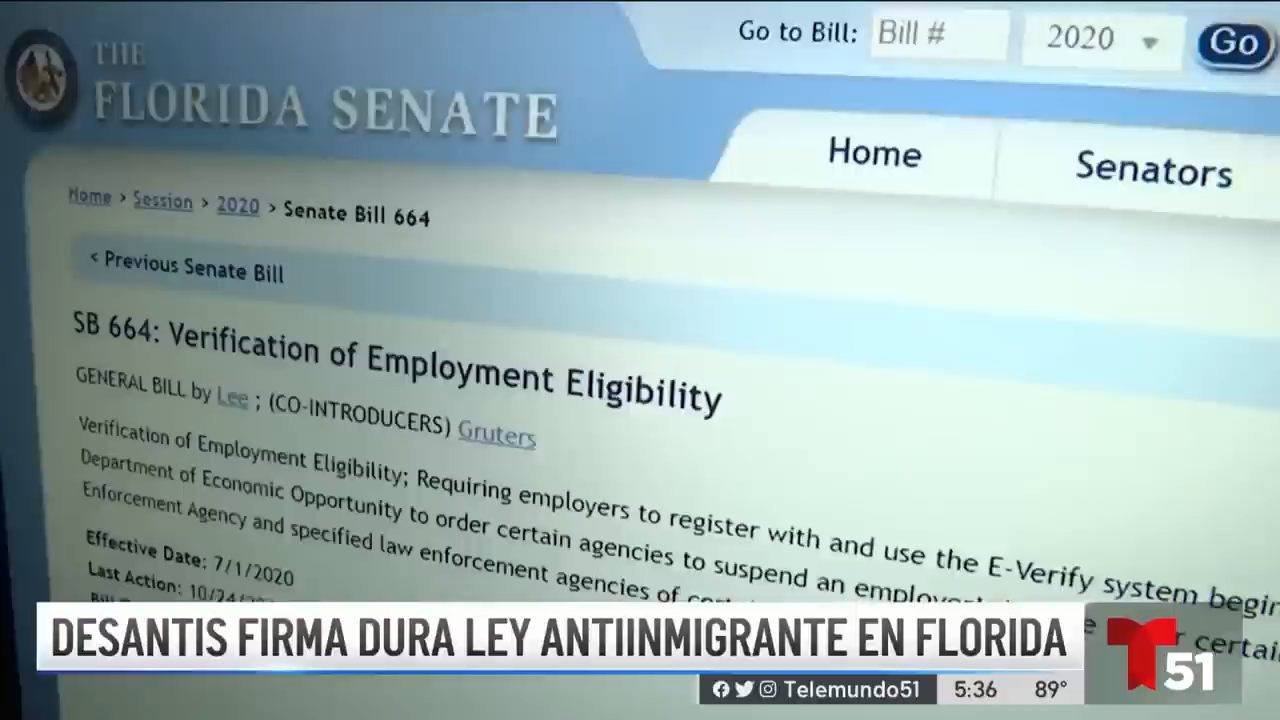 Go to Bill: Bill # 2020 Go
THE
FLORIDA SENATE
Home Senators
Home > Session > 2020 > Senate Bill 664
< Previous Senate Bill
SB 664: Verification of Employment Eligibility
GENERAL BILL by Lee ; (CO-INTRODUCERS) Gruters
Verification of Employment Eligibility; Requiring employers to register with and use the E-Verify system
Department of Economic Opportunity to order certain agencies to suspend an
Enforcement Agency and specified law enforcement agencies of
Effective Date: 7/1/2020
Last Action: 10/24/
DESANTIS FIRMA DURA LEY ANTIINMIGRANTE EN FLORIDA
T 51
Telemundo51 5:36 89°